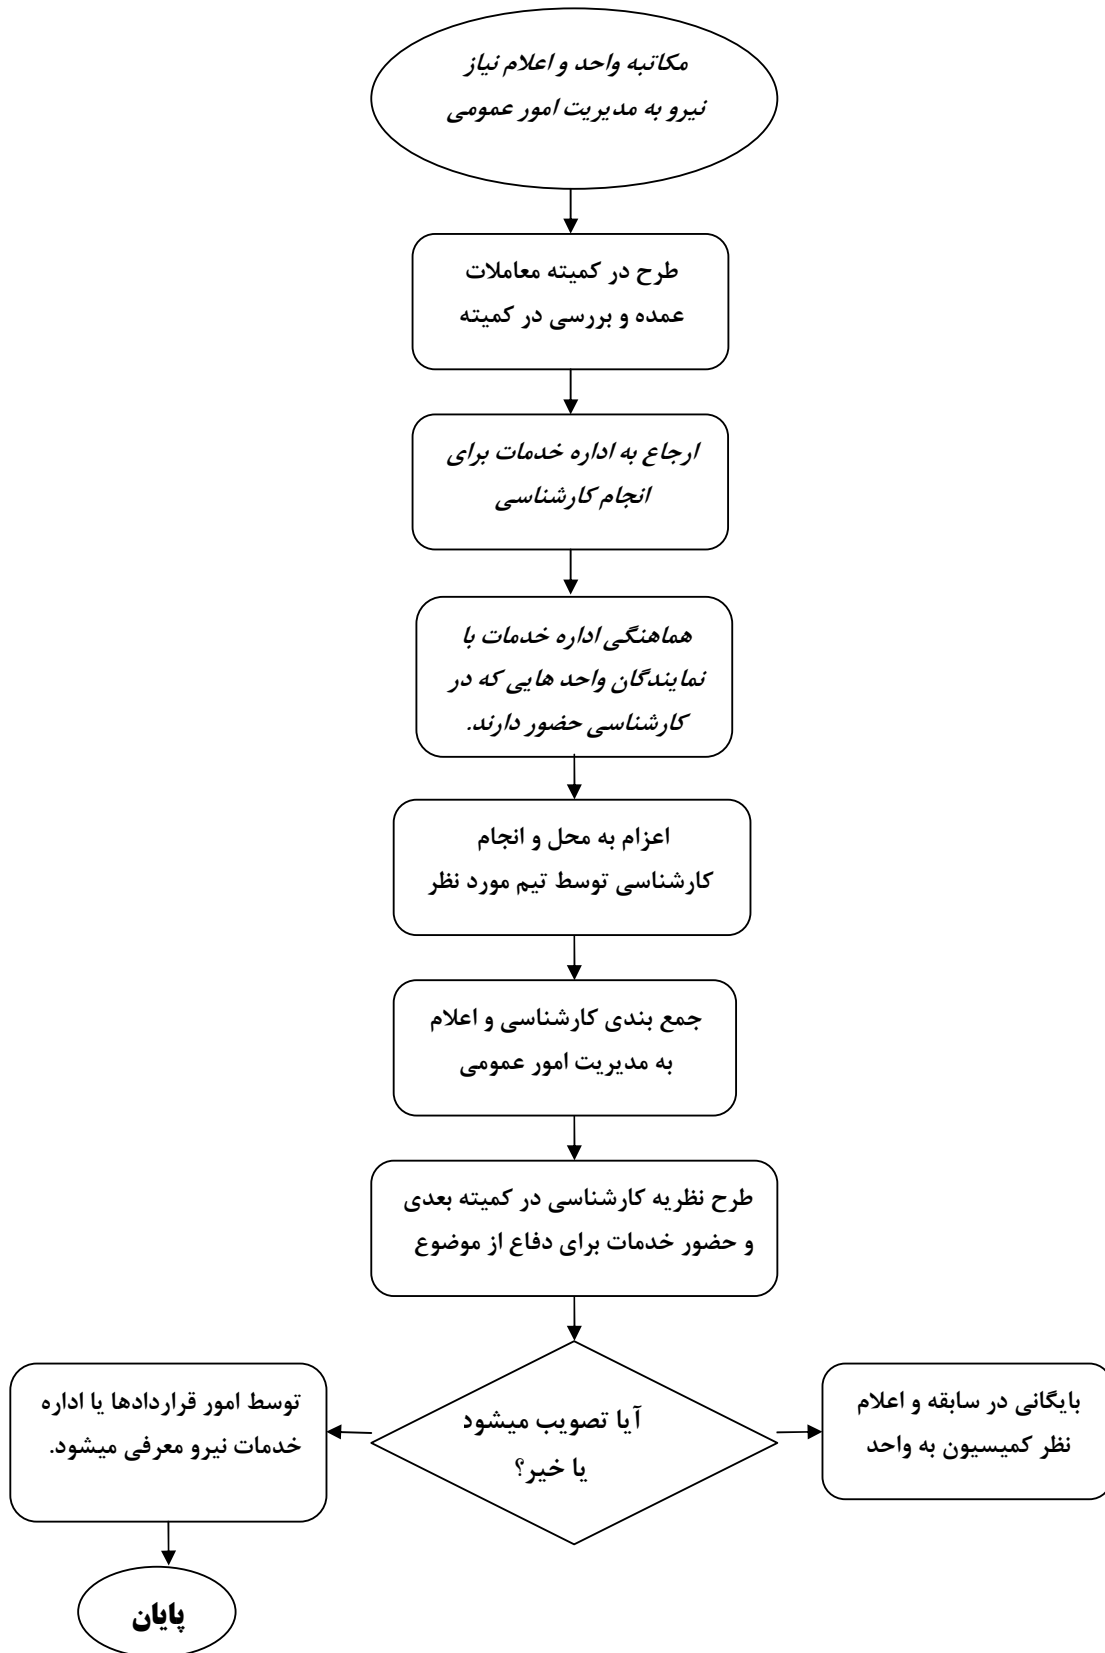 مکاتبه واحد و اعلام نیاز
نیرو به مدیریت امور عمومی
طرح در کمیته معاملات
عمده و بررسی در کمیته
ارجاع به اداره خدمات برای
انجام کارشناسی
هماهنگی اداره خدمات با
نمایندگان واحد هایی که در
کارشناسی حضور دارند.
اعزام به محل و انجام
کارشناسی توسط تیم مورد نظر
جمع بندی کارشناسی و اعلام
به مدیریت امور عمومی
طرح نظریه کارشناسی در کمیته بعدی
و حضور خدمات برای دفاع از موضوع
آیا تصویب میشود
یا خیر؟
بایگانی در سابقه و اعلام
نظر کمیسیون به واحد
توسط امور قراردادها یا اداره
خدمات نیرو معرفی میشود.
پایان